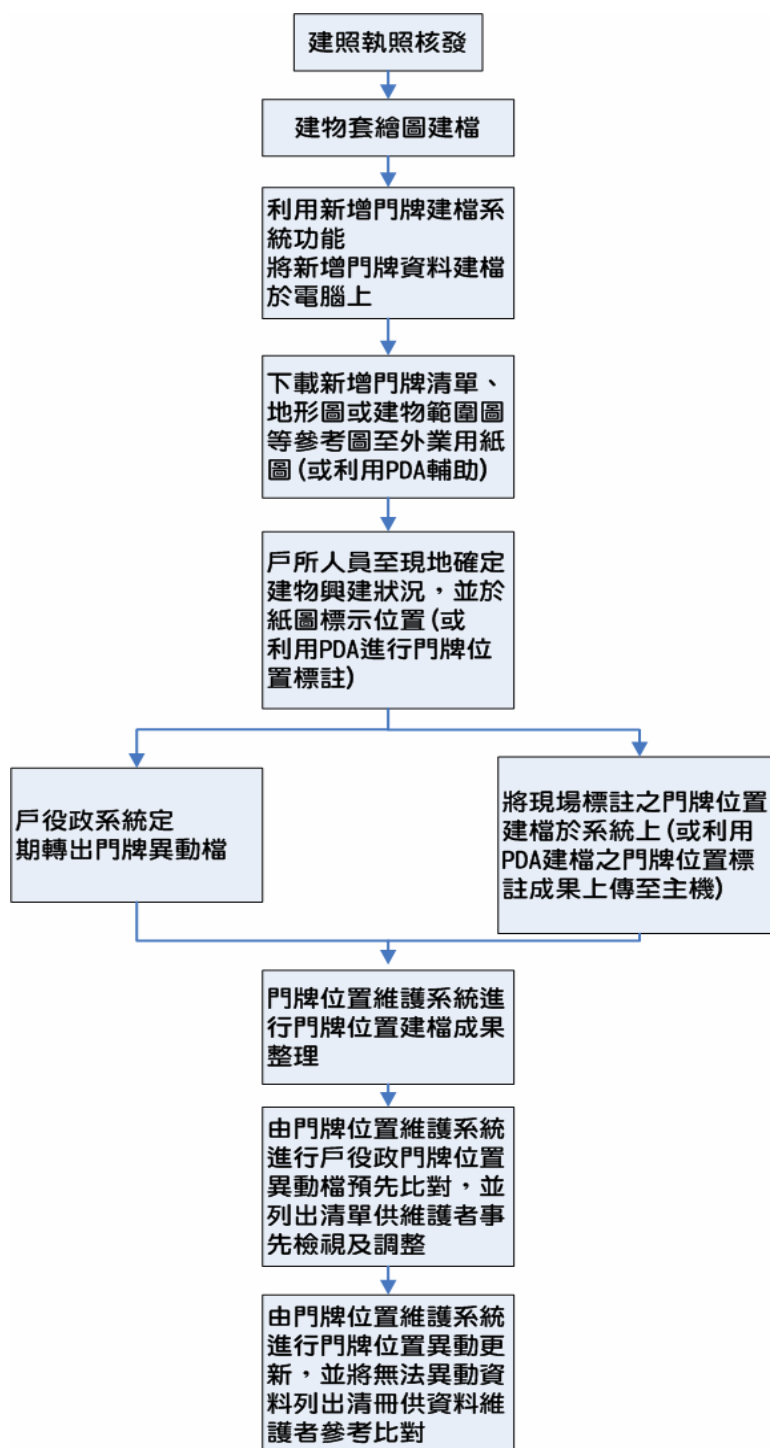 建照執照核發
建物套繪圖建檔
利用新增門牌建檔系
統功能
將新增門牌資料建檔
於電腦上
下載新增門牌清單、
地形圖或建物範圍圖
等參考圖至外業用紙
圖(或利用PDA輔助)
戶所人員至現地確定
建物興建狀況，並於
紙圖標示位置(或
利用PDA進行門牌位
置標註)
戶役政系統定
期轉出門牌異動檔
將現場標註之門牌位置
建檔於系統上(或利用
PDA建檔之門牌位置標
註成果上傳至主機)
門牌位置維護系統進
行門牌位置建檔成果
整理
由門牌位置維護系統
進行戶役政門牌位置
異動檔預先比對，並
列出清單供維護者事
先檢視及調整
由門牌位置維護系統
進行門牌位置異動更
新，並將無法異動資
料列出清冊供資料維
護者參考比對